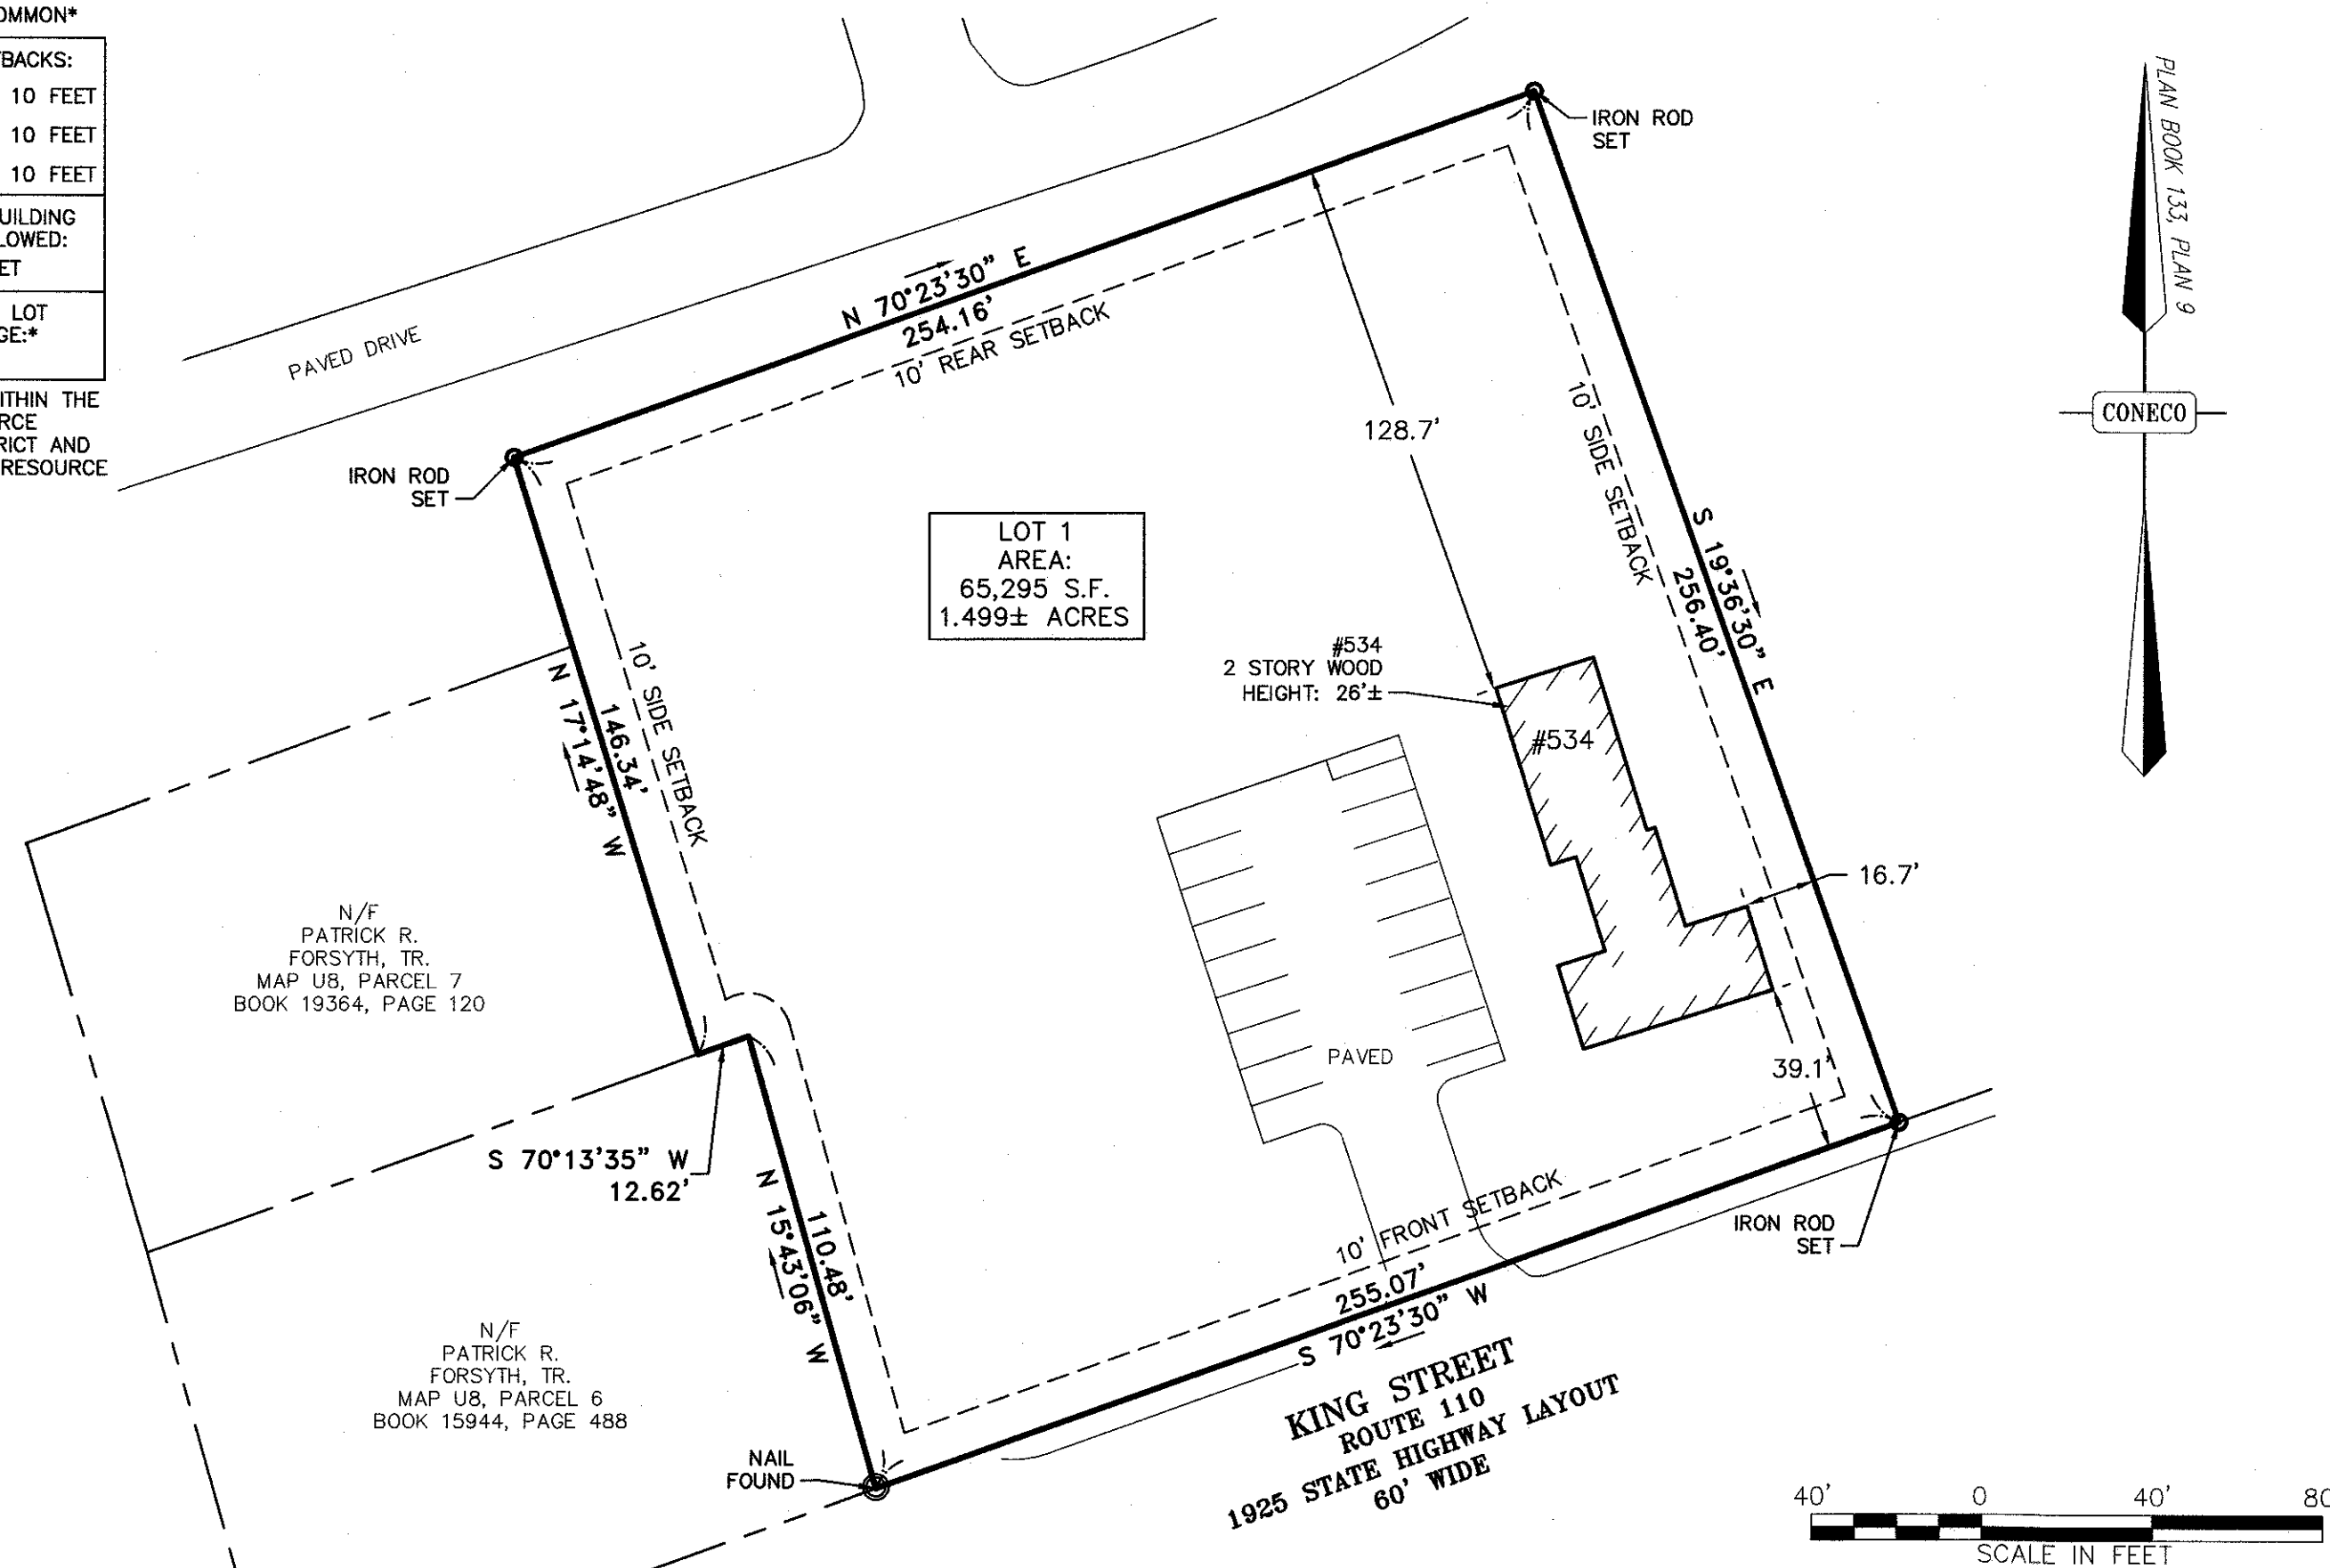 OMMON*
BACKS:
10 FEET
10 FEET
10 FEET
UILDING
LOWED:
ET
LOT
GE:*
ITHIN THE
RCE
RICT AND
RESOURCE
PAVED DRIVE
N 70°23'30" E
254.16'
10' REAR SETBACK
IRON ROD
SET
PLAN BOOK 133, PLAN 9
CONECO
IRON ROD
SET
128.7'
10' SIDE SETBACK
S 19°36'30" E
256.40'
LOT 1
AREA:
65,295 S.F.
1.499± ACRES
#534
2 STORY WOOD
HEIGHT: 26'±
#534
10' SIDE SETBACK
146.34'
N 17°14'48" W
16.7'
N/F
PATRICK R.
FORSYTH, TR.
MAP U8, PARCEL 7
BOOK 19364, PAGE 120
PAVED
39.1'
S 70°13'35" W
12.62'
110.48'
N 15°43'06" W
10' FRONT SETBACK
255.07'
S 70°23'30" W
IRON ROD
SET
N/F
PATRICK R.
FORSYTH, TR.
MAP U8, PARCEL 6
BOOK 15944, PAGE 488
KING STREET
ROUTE 110
1925 STATE HIGHWAY LAYOUT
60' WIDE
NAIL
FOUND
40' 0 40' 80
SCALE IN FEET